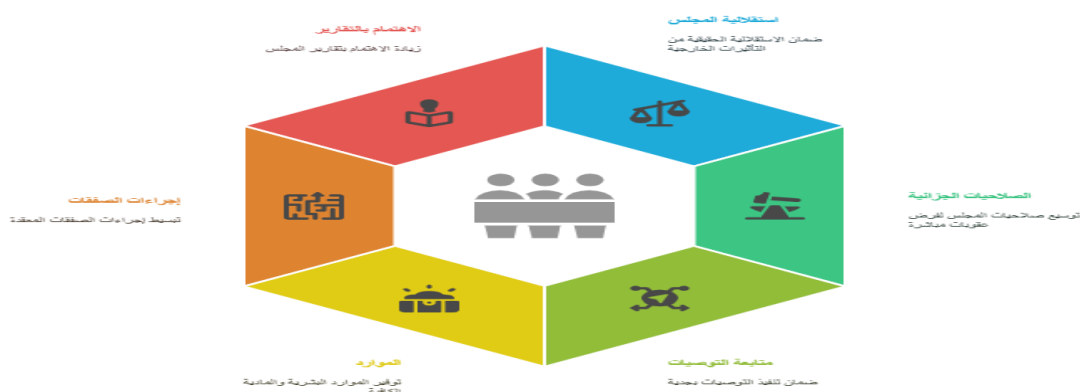 استقلالية المجلس
ضمان الاستقلالية الحقيقية من
التأثيرات الخارجية
الصلاحيات الجزائية
توسيع صلاحيات المجلس لفرض
عقوبات مباشرة
متابعة التوصيات
ضمان تنفيذ التوصيات بجدية
الموارد
توفير الموارد البشرية والمادية
الكافية
إجراءات الصفقات
تبسيط إجراءات الصفقات المعقدة
الاهتمام بالتقارير
زيادة الاهتمام بتقارير المجلس